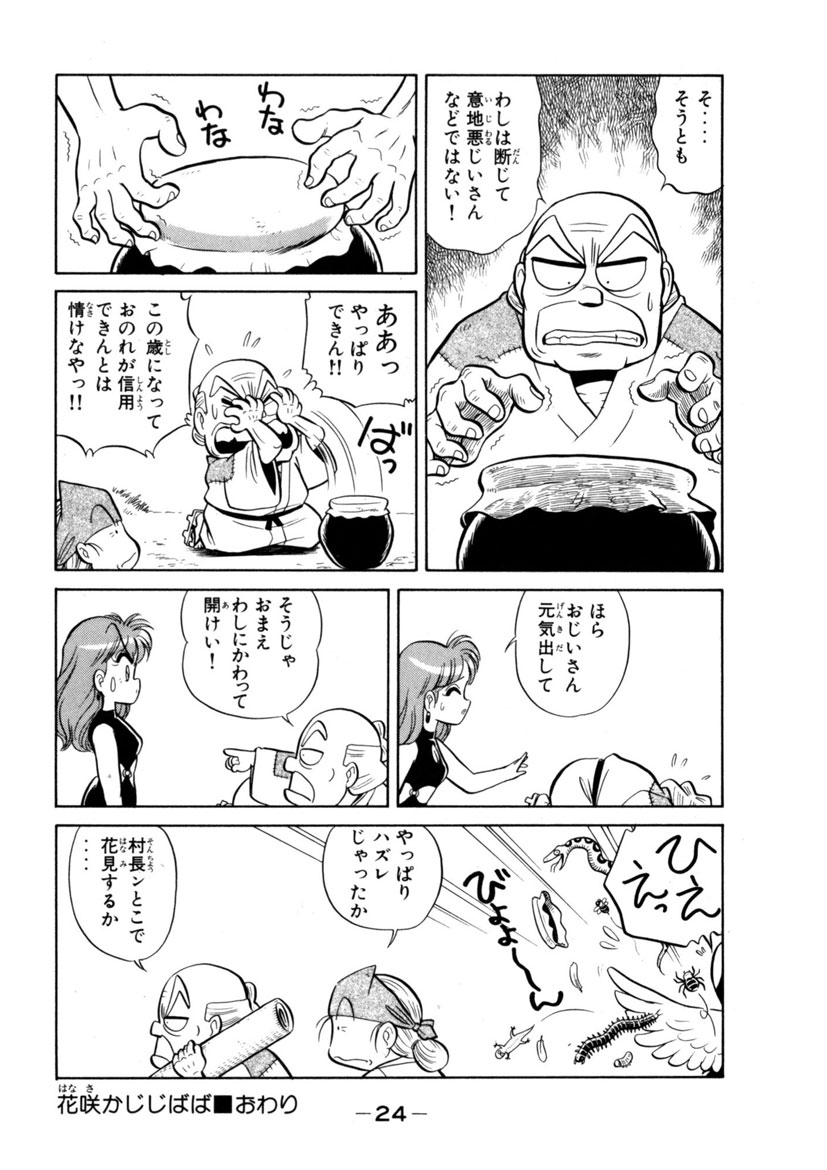 そ‥‥
そうとも
わしは断じて
意地悪じいさん
などではない！
わな
わな
ああっ
やっぱり
できん!!
この歳になって
おのれが信用
できんとは
情けなやっ!!
ばっ
ほら
おじいさん
元気出して
そうじゃ
おまえ
わしにかわって
開けい！
ひええっ
びよよ〜〜ん
やっぱり
ハズレ
じゃったか
村長ンとこで
花見するか
‥‥
花咲かじじばば■おわり
—24—